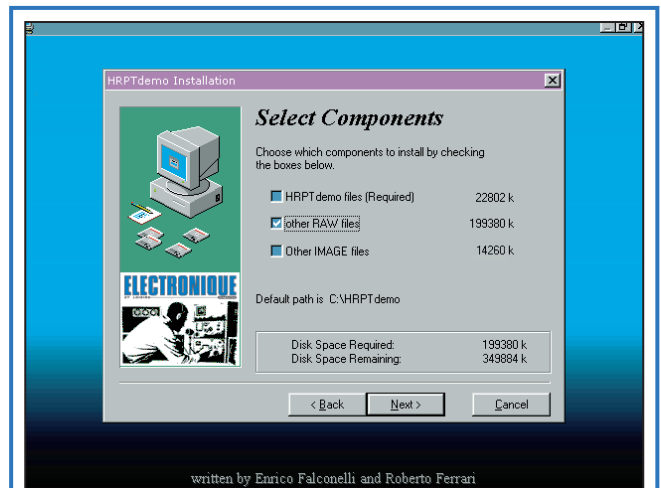 HRPTdemo Installation
Select Components
Choose which components to install by checking
the boxes below.
HRPTdemo files (Required) 22802 k
other RAW files 199380 k
Other IMAGE files 14260 k
ELECTRONIQUE
Default path is C:\HRPTdemo
Disk Space Required: 199380 k
Disk Space Remaining: 349884 k
< Back Next > Cancel
written by Enrico Falconelli and Roberto Ferrari